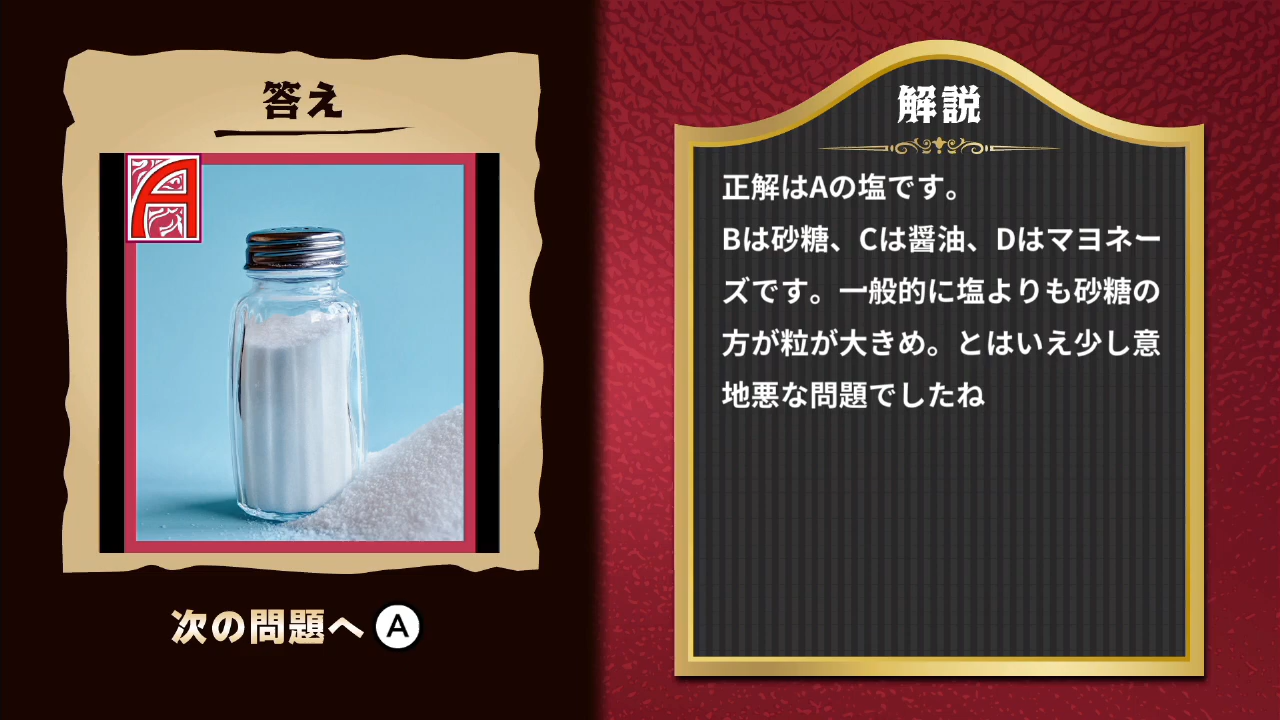 答え
A
次の問題へ A
解説
正解はAの塩です。
Bは砂糖、Cは醤油、Dはマヨネー
ズです。一般的に塩よりも砂糖の
方が粒が大きめ。とはいえ少し意
地悪な問題でしたね